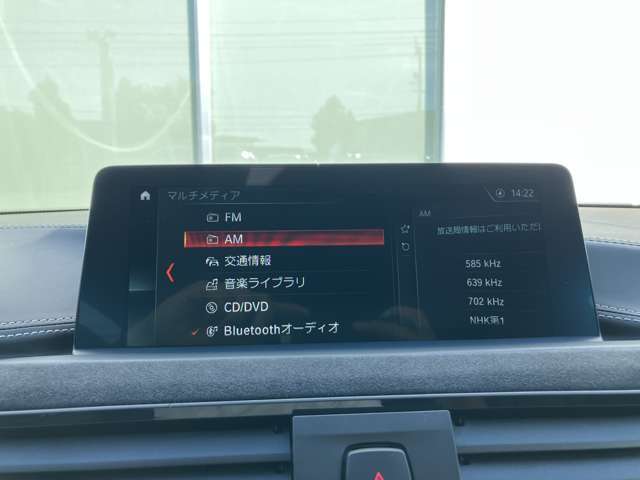 マルチメディア
14:22
FM
AM
交通情報
音楽ライブラリ
CD/DVD
Bluetoothオーディオ
AM
放送局情報はご利用いただ
585 kHz
639 kHz
702 kHz
NHK第1